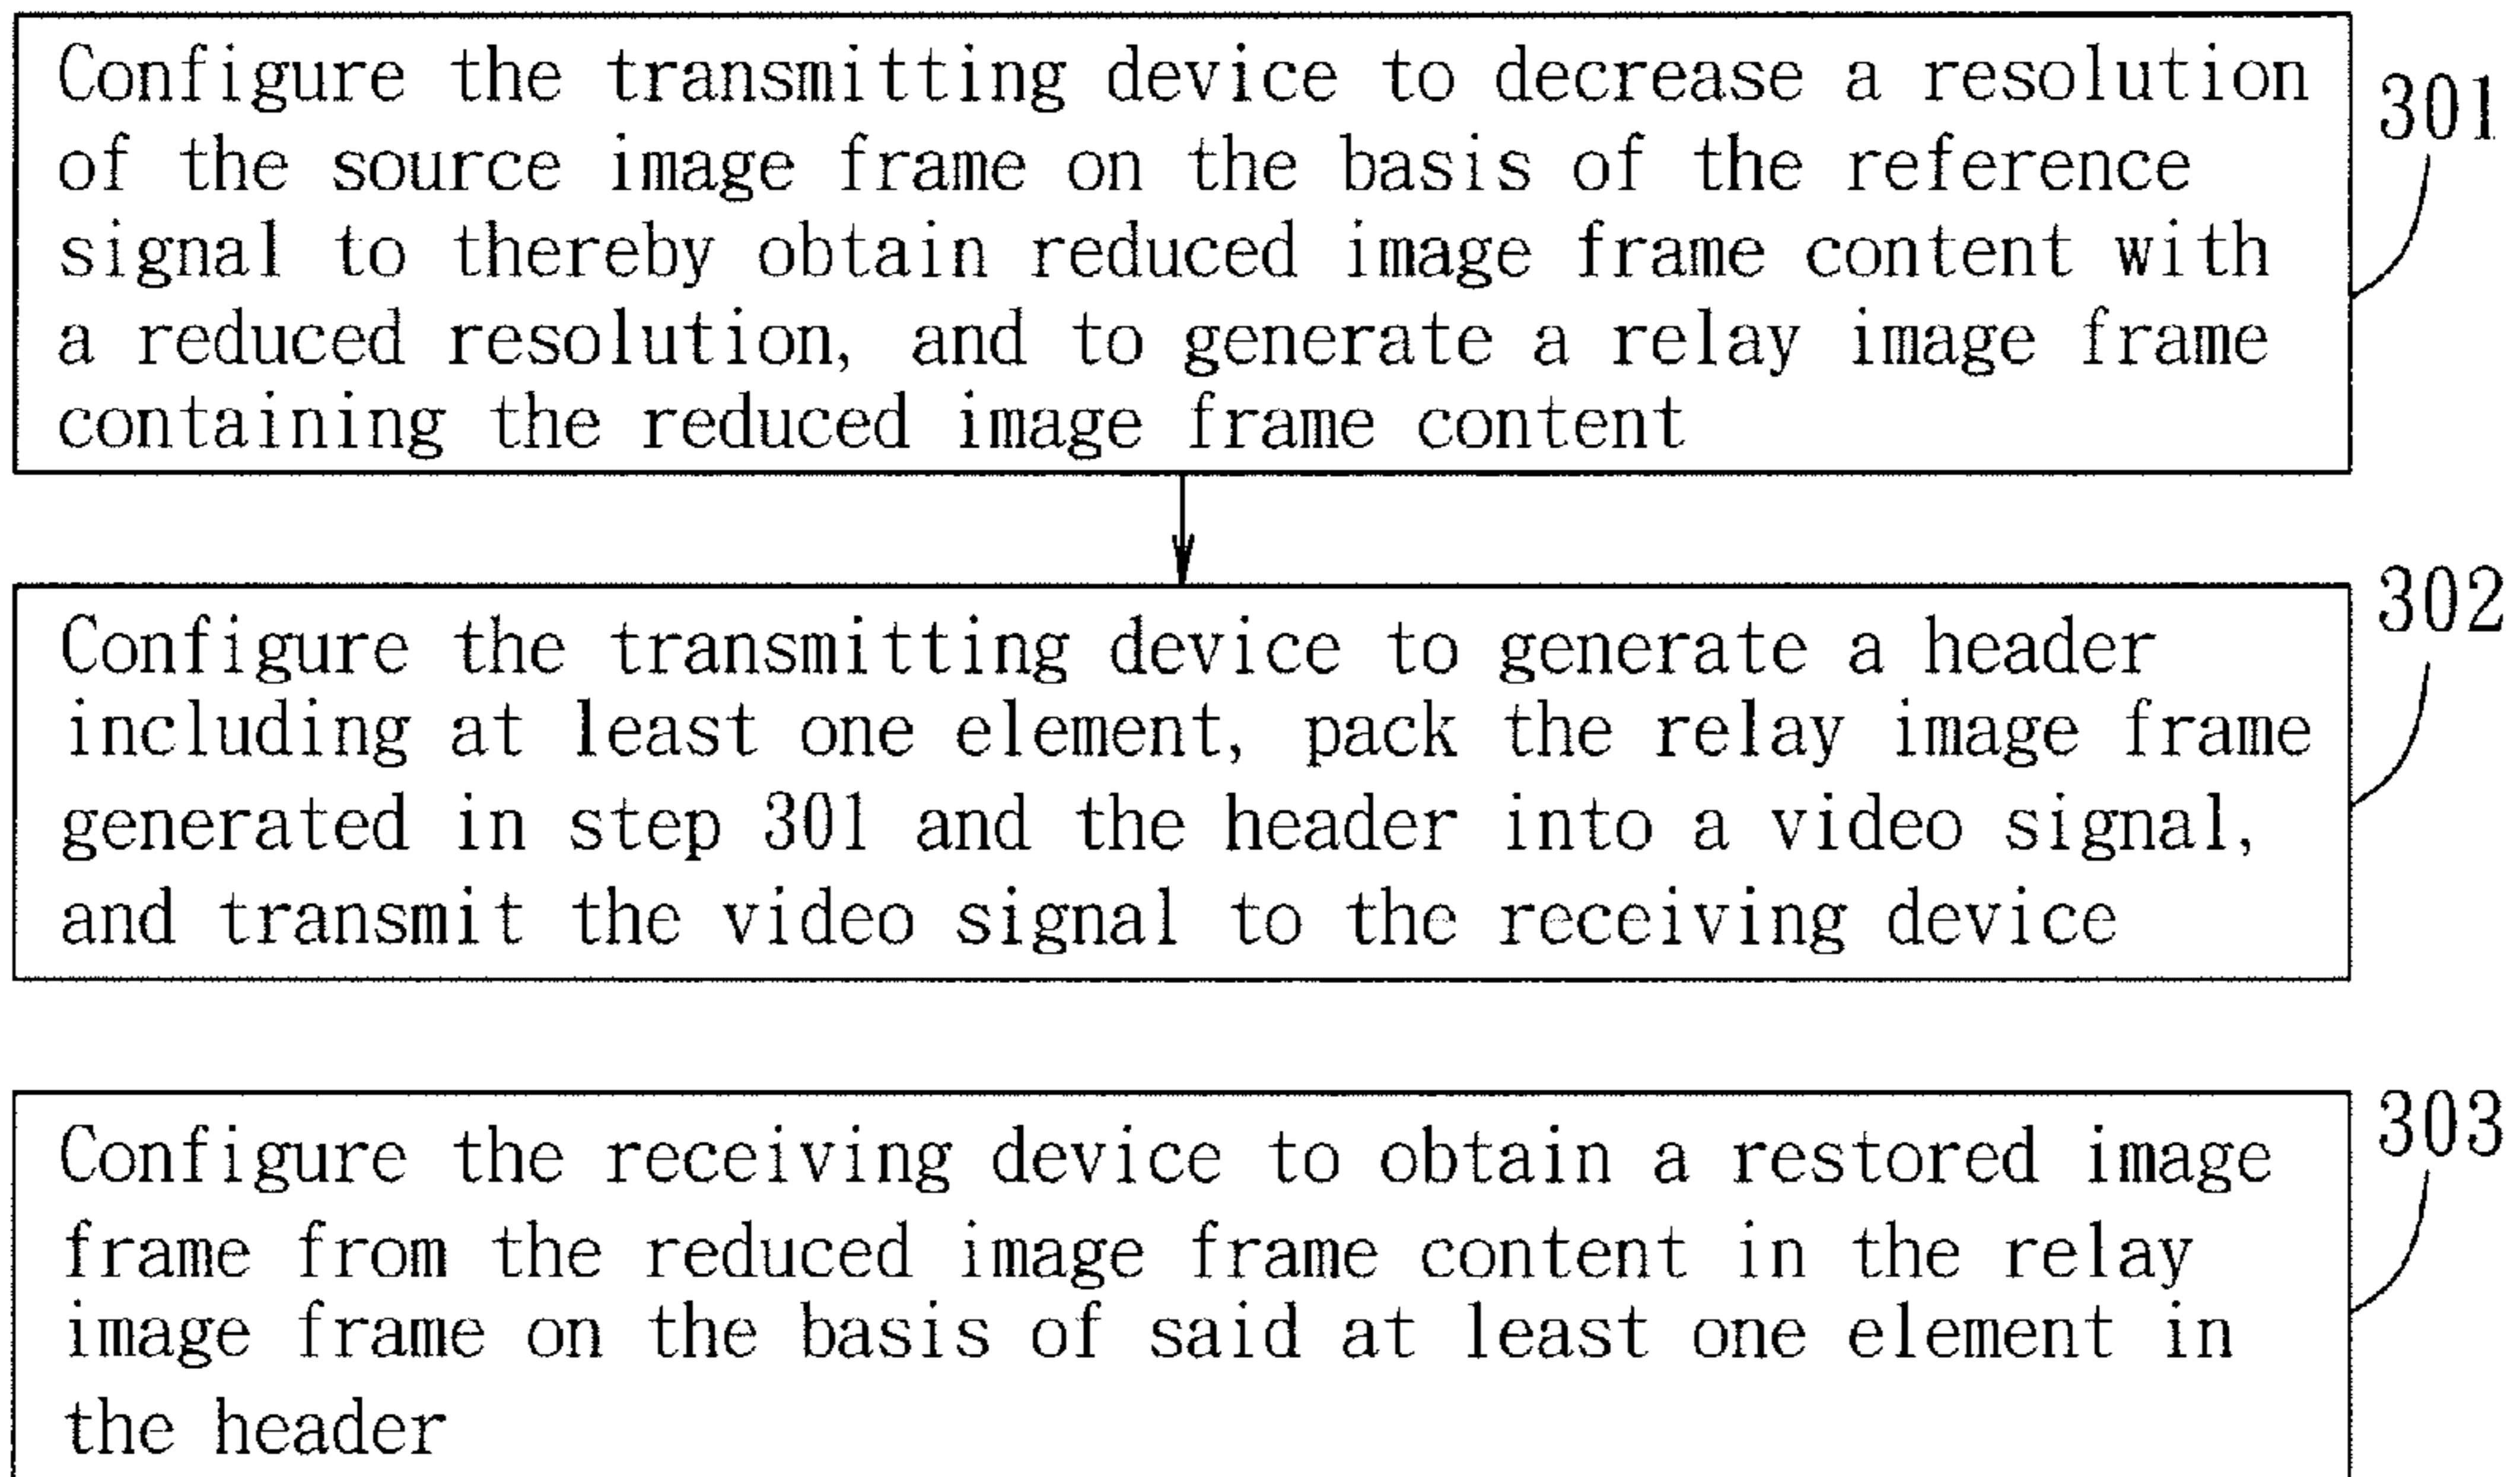 Configure the transmitting device to decrease a resolution
of the source image frame on the basis of the reference
signal to thereby obtain reduced image frame content with
a reduced resolution, and to generate a relay image frame
containing the reduced image frame content
301
Configure the transmitting device to generate a header
including at least one element, pack the relay image frame
generated in step 301 and the header into a video signal,
and transmit the video signal to the receiving device
302
Configure the receiving device to obtain a restored image
frame from the reduced image frame content in the relay
image frame on the basis of said at least one element in
the header
303